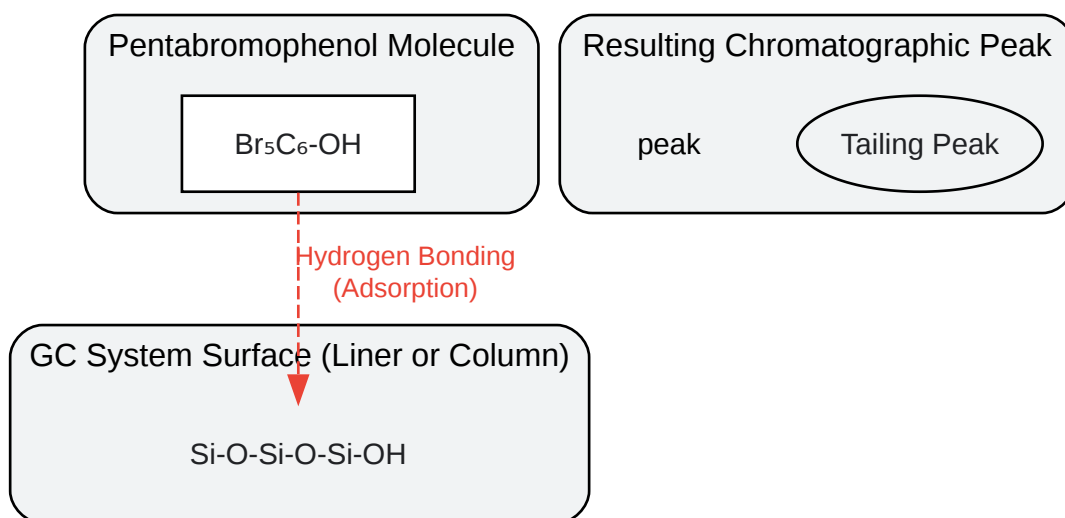 Pentabromophenol Molecule
Br₅C₆-OH
Resulting Chromatographic Peak
peak
Tailing Peak
Hydrogen Bonding
(Adsorption)
GC System Surface (Liner or Column)
Si-O-Si-O-Si-OH